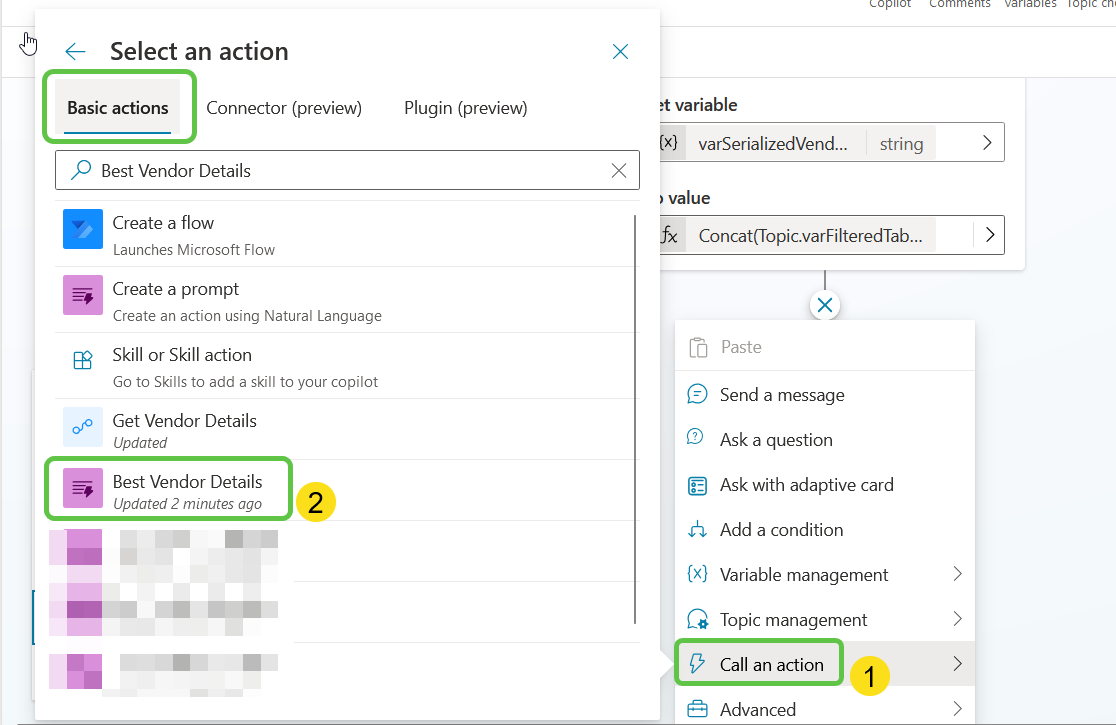 Copilot Comments Variables Topic che
Select an action
Basic actions Connector (preview) Plugin (preview)
Best Vendor Details
Create a flow
Launches Microsoft Flow
Create a prompt
Create an action using Natural Language
Skill or Skill action
Go to Skills to add a skill to your copilot
Get Vendor Details
Updated
Best Vendor Details
Updated 2 minutes ago
2
et variable
{x} varSerializedVend... string
o value
fx Concat(Topic.varFilteredTab...
Paste
Send a message
Ask a question
Ask with adaptive card
Add a condition
{x} Variable management
Topic management
Call an action
1
Advanced